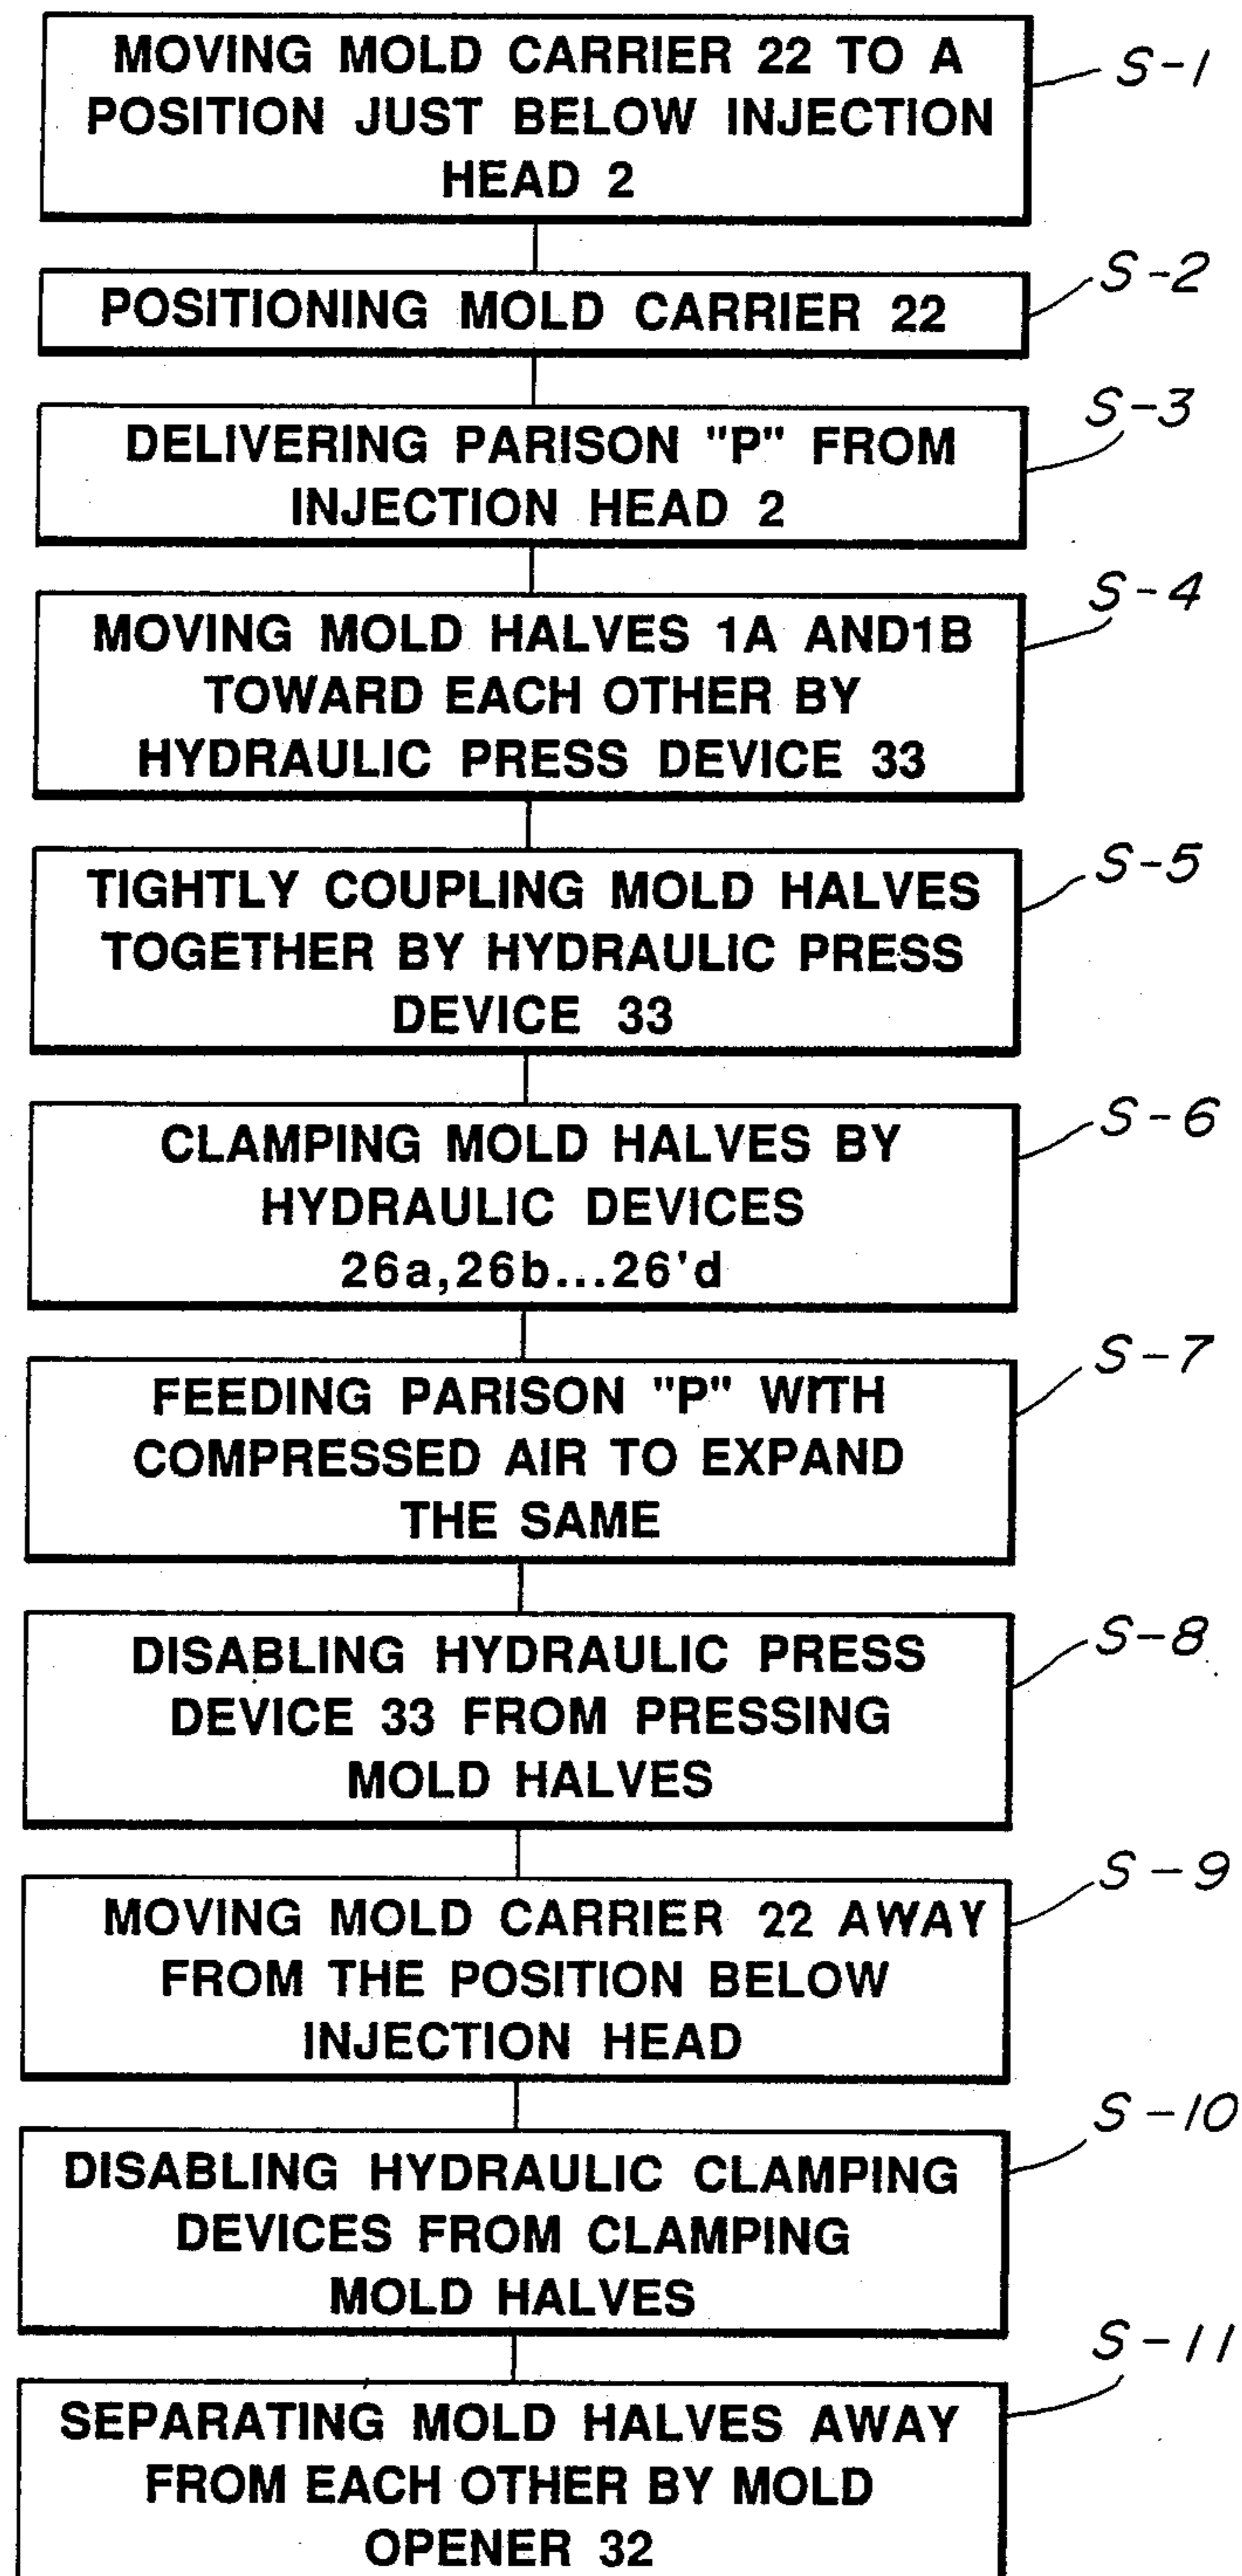 MOVING MOLD CARRIER 22 TO A
POSITION JUST BELOW INJECTION
HEAD 2
S-1
POSITIONING MOLD CARRIER 22
S-2
DELIVERING PARISON "P" FROM
INJECTION HEAD 2
S-3
MOVING MOLD HALVES 1A AND1B
TOWARD EACH OTHER BY
HYDRAULIC PRESS DEVICE 33
S-4
TIGHTLY COUPLING MOLD HALVES
TOGETHER BY HYDRAULIC PRESS
DEVICE 33
S-5
CLAMPING MOLD HALVES BY
HYDRAULIC DEVICES
26a,26b...26'd
S-6
FEEDING PARISON "P" WITH
COMPRESSED AIR TO EXPAND
THE SAME
S-7
DISABLING HYDRAULIC PRESS
DEVICE 33 FROM PRESSING
MOLD HALVES
S-8
MOVING MOLD CARRIER 22 AWAY
FROM THE POSITION BELOW
INJECTION HEAD
S-9
DISABLING HYDRAULIC CLAMPING
DEVICES FROM CLAMPING
MOLD HALVES
S-10
SEPARATING MOLD HALVES AWAY
FROM EACH OTHER BY MOLD
OPENER 32
S-11